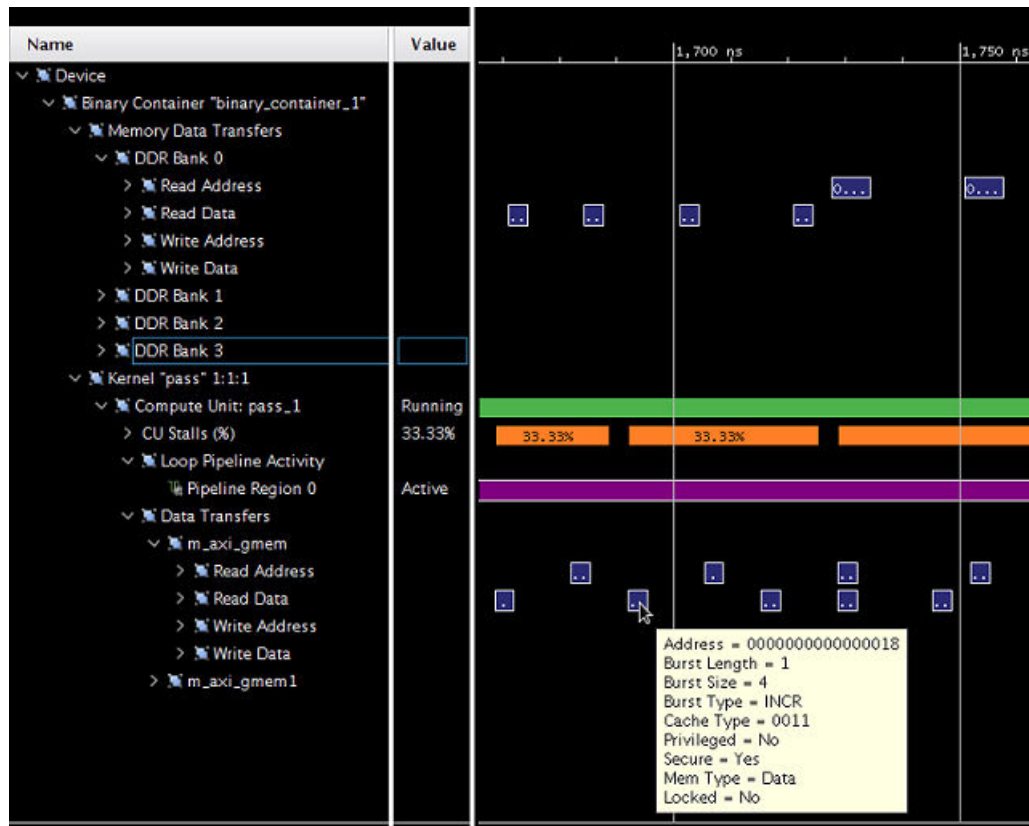 Name Value
1,700 ns 1,750 ns
Device
Binary Container "binary_container_1"
Memory Data Transfers
DDR Bank 0
Read Address 0... 0...
Read Data .. .. .. ..
Write Address
Write Data
DDR Bank 1
DDR Bank 2
DDR Bank 3
Kernel "pass" 1:1:1
Compute Unit: pass_1 Running
CU Stalls (%) 33.33% 33.33% 33.33%
Loop Pipeline Activity
Pipeline Region 0 Active
Data Transfers
m_axi_gmem
Read Address .. . .. ..
Read Data . .. .. .. ..
Write Address
Write Data
m_axi_gmem1
Address = 0000000000000018
Burst Length = 1
Burst Size = 4
Burst Type = INCR
Cache Type = 0011
Privileged = No
Secure = Yes
Mem Type = Data
Locked = No